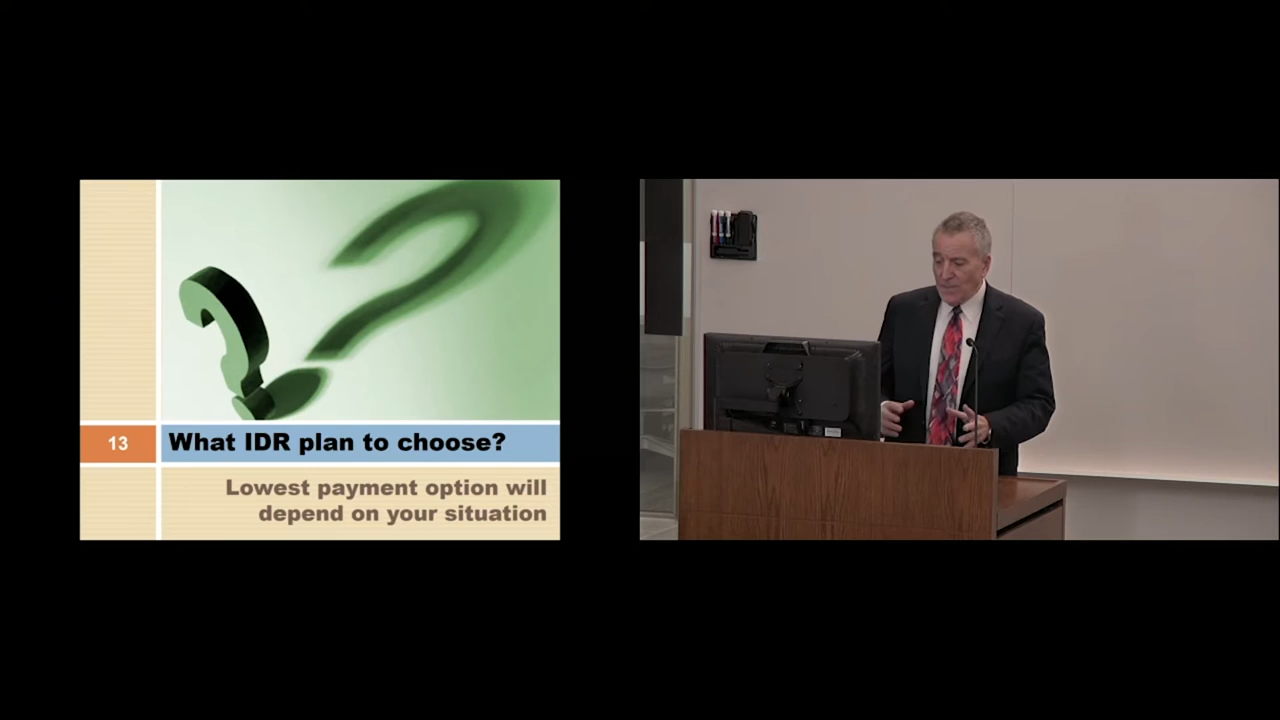 13
What IDR plan to choose?
Lowest payment option will
depend on your situation